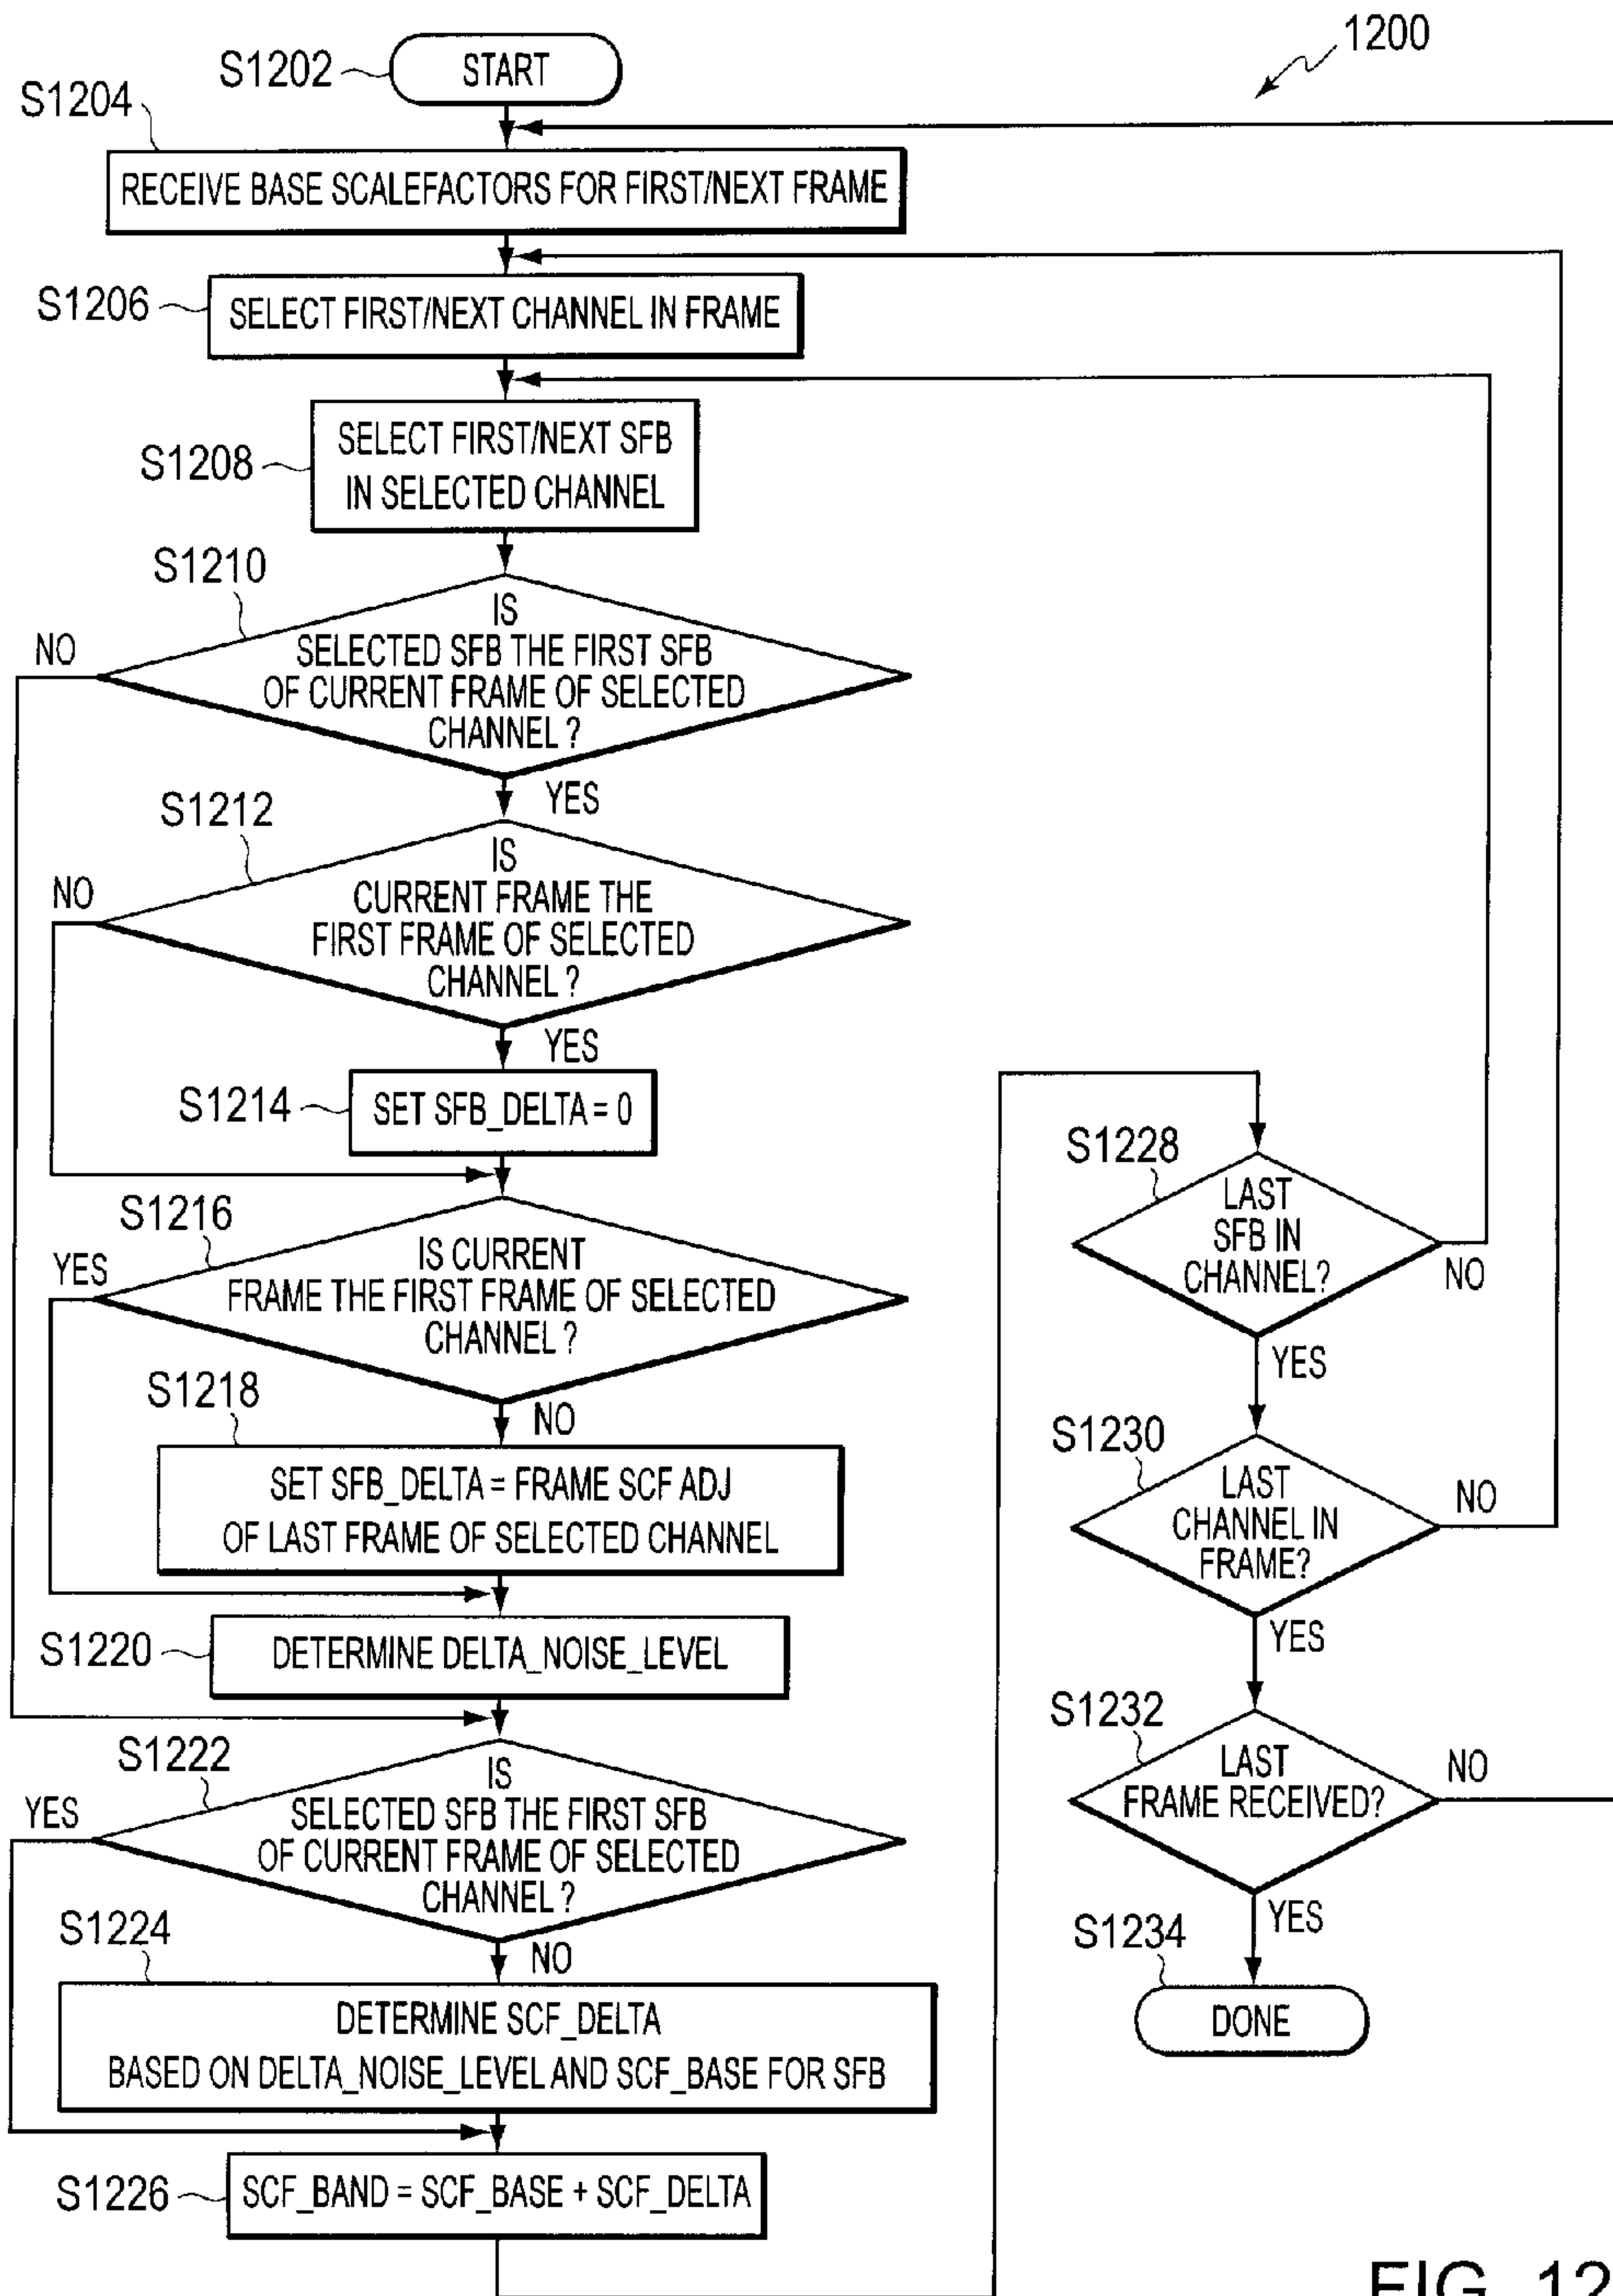 1200
S1202
START
S1204
RECEIVE BASE SCALEFACTORS FOR FIRST/NEXT FRAME
S1206
SELECT FIRST/NEXT CHANNEL IN FRAME
S1208
SELECT FIRST/NEXT SFB
IN SELECTED CHANNEL
S1210
IS
SELECTED SFB THE FIRST SFB
OF CURRENT FRAME OF SELECTED
CHANNEL ?
NO
YES
S1212
IS
CURRENT FRAME THE
FIRST FRAME OF SELECTED
CHANNEL ?
NO
YES
S1214
SET SFB_DELTA = 0
S1216
IS CURRENT
FRAME THE FIRST FRAME OF SELECTED
CHANNEL ?
YES
NO
S1218
SET SFB_DELTA = FRAME SCF ADJ
OF LAST FRAME OF SELECTED CHANNEL
S1220
DETERMINE DELTA_NOISE_LEVEL
S1222
IS
SELECTED SFB THE FIRST SFB
OF CURRENT FRAME OF SELECTED
CHANNEL ?
YES
NO
S1224
DETERMINE SCF_DELTA
BASED ON DELTA_NOISE_LEVEL AND SCF_BASE FOR SFB
S1226
SCF_BAND = SCF_BASE + SCF_DELTA
S1228
LAST
SFB IN
CHANNEL?
NO
YES
S1230
LAST
CHANNEL IN
FRAME?
NO
YES
S1232
LAST
FRAME RECEIVED?
NO
YES
S1234
DONE
FIG. 12